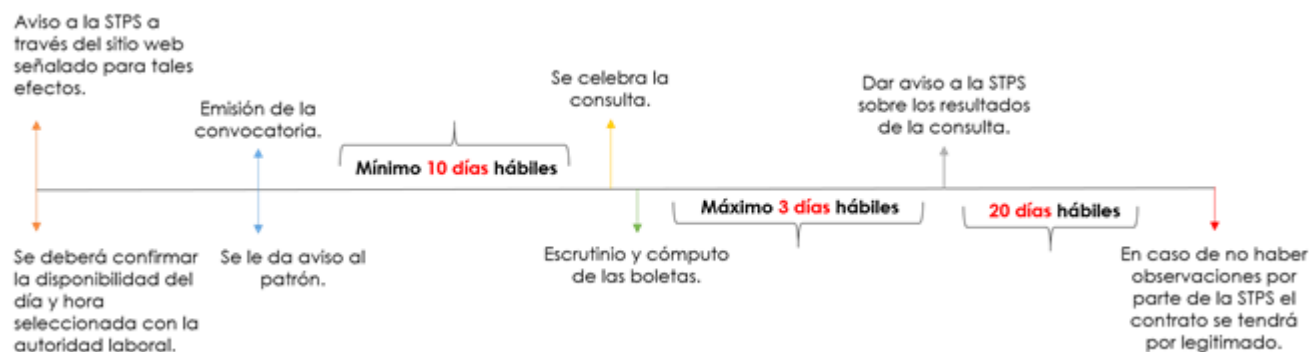 Aviso a la STPS a
través del sitio web
señalado para tales
efectos.
Emisión de la
convocatoria.
Mínimo 10 días hábiles
Se celebra la
consulta.
Dar aviso a la STPS
sobre los resultados
de la consulta.
Máximo 3 días hábiles
20 días hábiles
Se deberá confirmar
la disponibilidad del
día y hora
seleccionada con la
autoridad laboral.
Se le da aviso al
patrón.
Escrutinio y cómputo
de las boletas.
En caso de no haber
observaciones por
parte de la STPS el
contrato se tendrá
por legitimado.